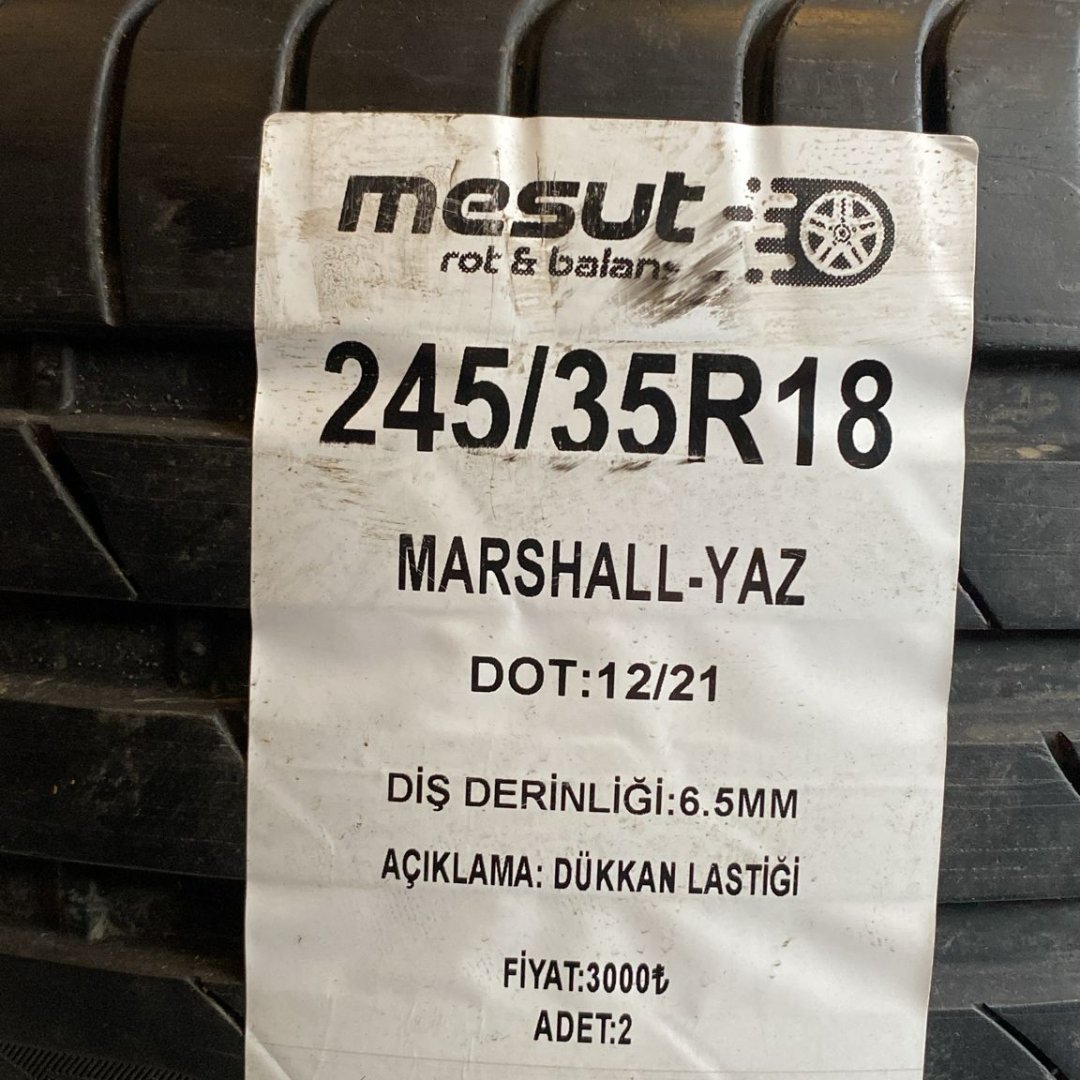 mesut
rot & balans
245/35R18
MARSHALL-YAZ
DOT:12/21
DİŞ DERİNLİĞİ:6.5MM
AÇIKLAMA: DÜKKAN LASTİĞİ
FİYAT:3000₺
ADET:2